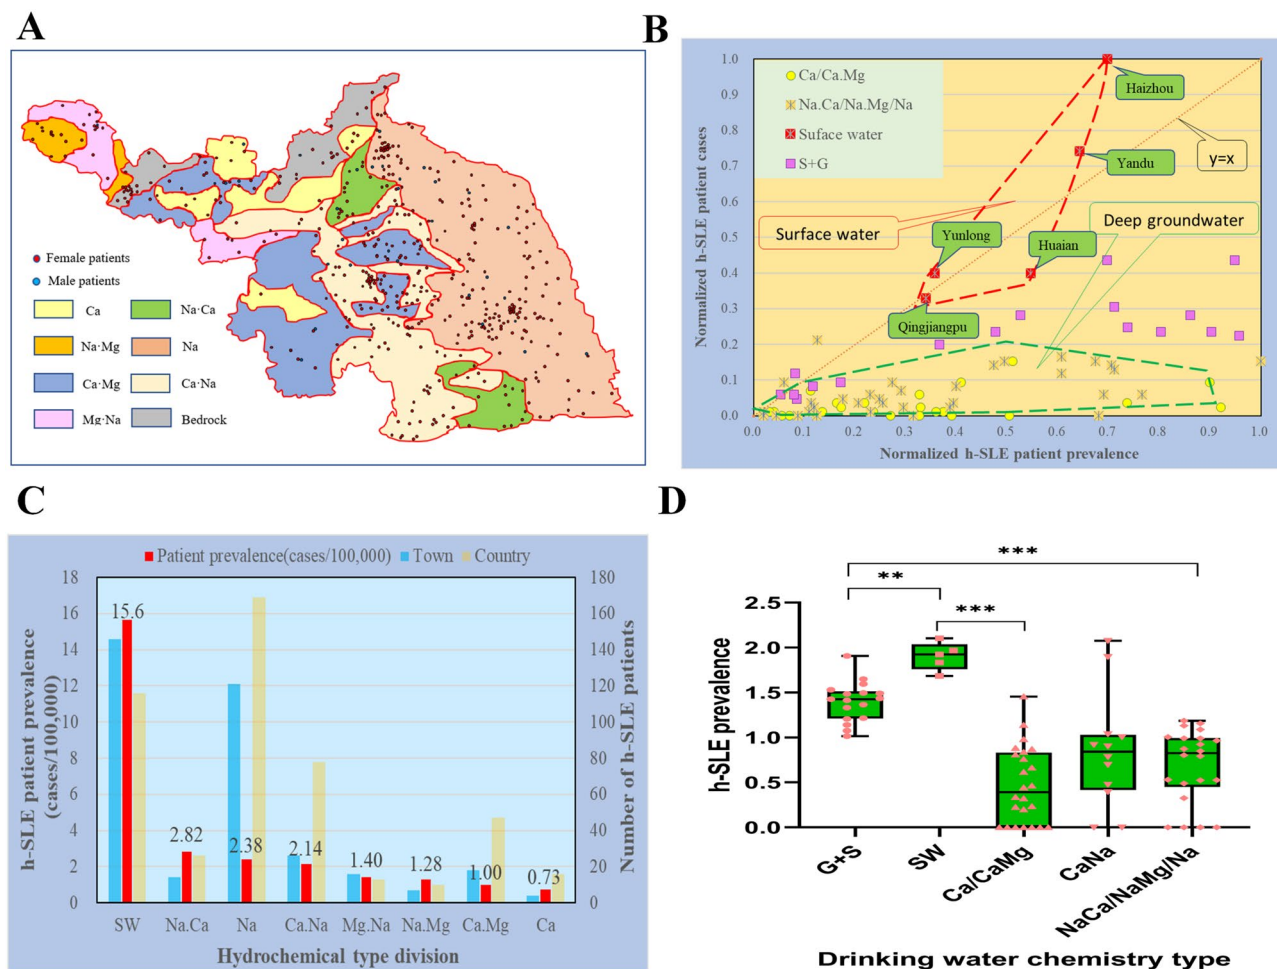 A
Female patients
Male patients
Ca
Na·Ca
Na·Mg
Na
Ca·Mg
Ca·Na
Mg·Na
Bedrock
B
Normalized h-SLE patient cases
1.0
0.9
0.8
0.7
0.6
0.5
0.4
0.3
0.2
0.1
0.0
Ca/Ca.Mg
Na.Ca/Na.Mg/Na
Suface water
S+G
Haizhou
Yandu
y=x
Deep groundwater
Surface water
Yunlong
Huaian
Qingjiangpu
0.0 0.1 0.2 0.3 0.4 0.5 0.6 0.7 0.8 0.9 1.0
Normalized h-SLE patient prevalence
C
Patient prevalence(cases/100,000) Town Country
h-SLE patient prevalence
(cases/100,000)
18
16
14
12
10
8
6
4
2
0
15.6
2.82
2.38
2.14
1.40
1.28
1.00
0.73
180
160
140
120
100
80
60
40
20
0
Number of h-SLE patients
SW Na.Ca Na Ca.Na Mg.Na Na.Mg Ca.Mg Ca
Hydrochemical type division
D
***
**
***
h-SLE prevalence
2.5
2.0
1.5
1.0
0.5
0.0
G+S
SW
Ca/CaMg
CaNa
NaCa/NaMg/Na
Drinking water chemistry type